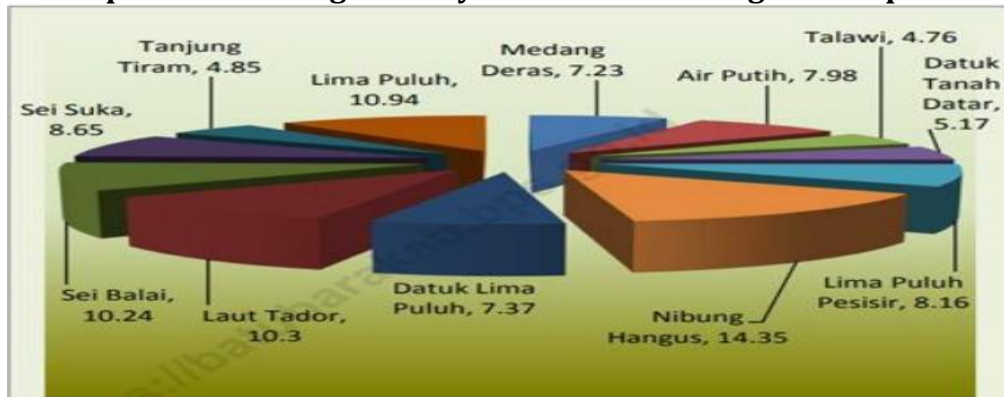 Tanjung
Tiram, 4.85
Lima Puluh,
10.94
Medang
Deras, 7.23
Air Putih, 7.98
Talawi, 4.76
Datuk
Tanah
Datar,
5.17
Sei Suka,
8.65
Sei Balai,
10.24
Laut Tador,
10.3
Datuk Lima
Puluh, 7.37
Nibung
Hangus, 14.35
Lima Puluh
Pesisir, 8.16